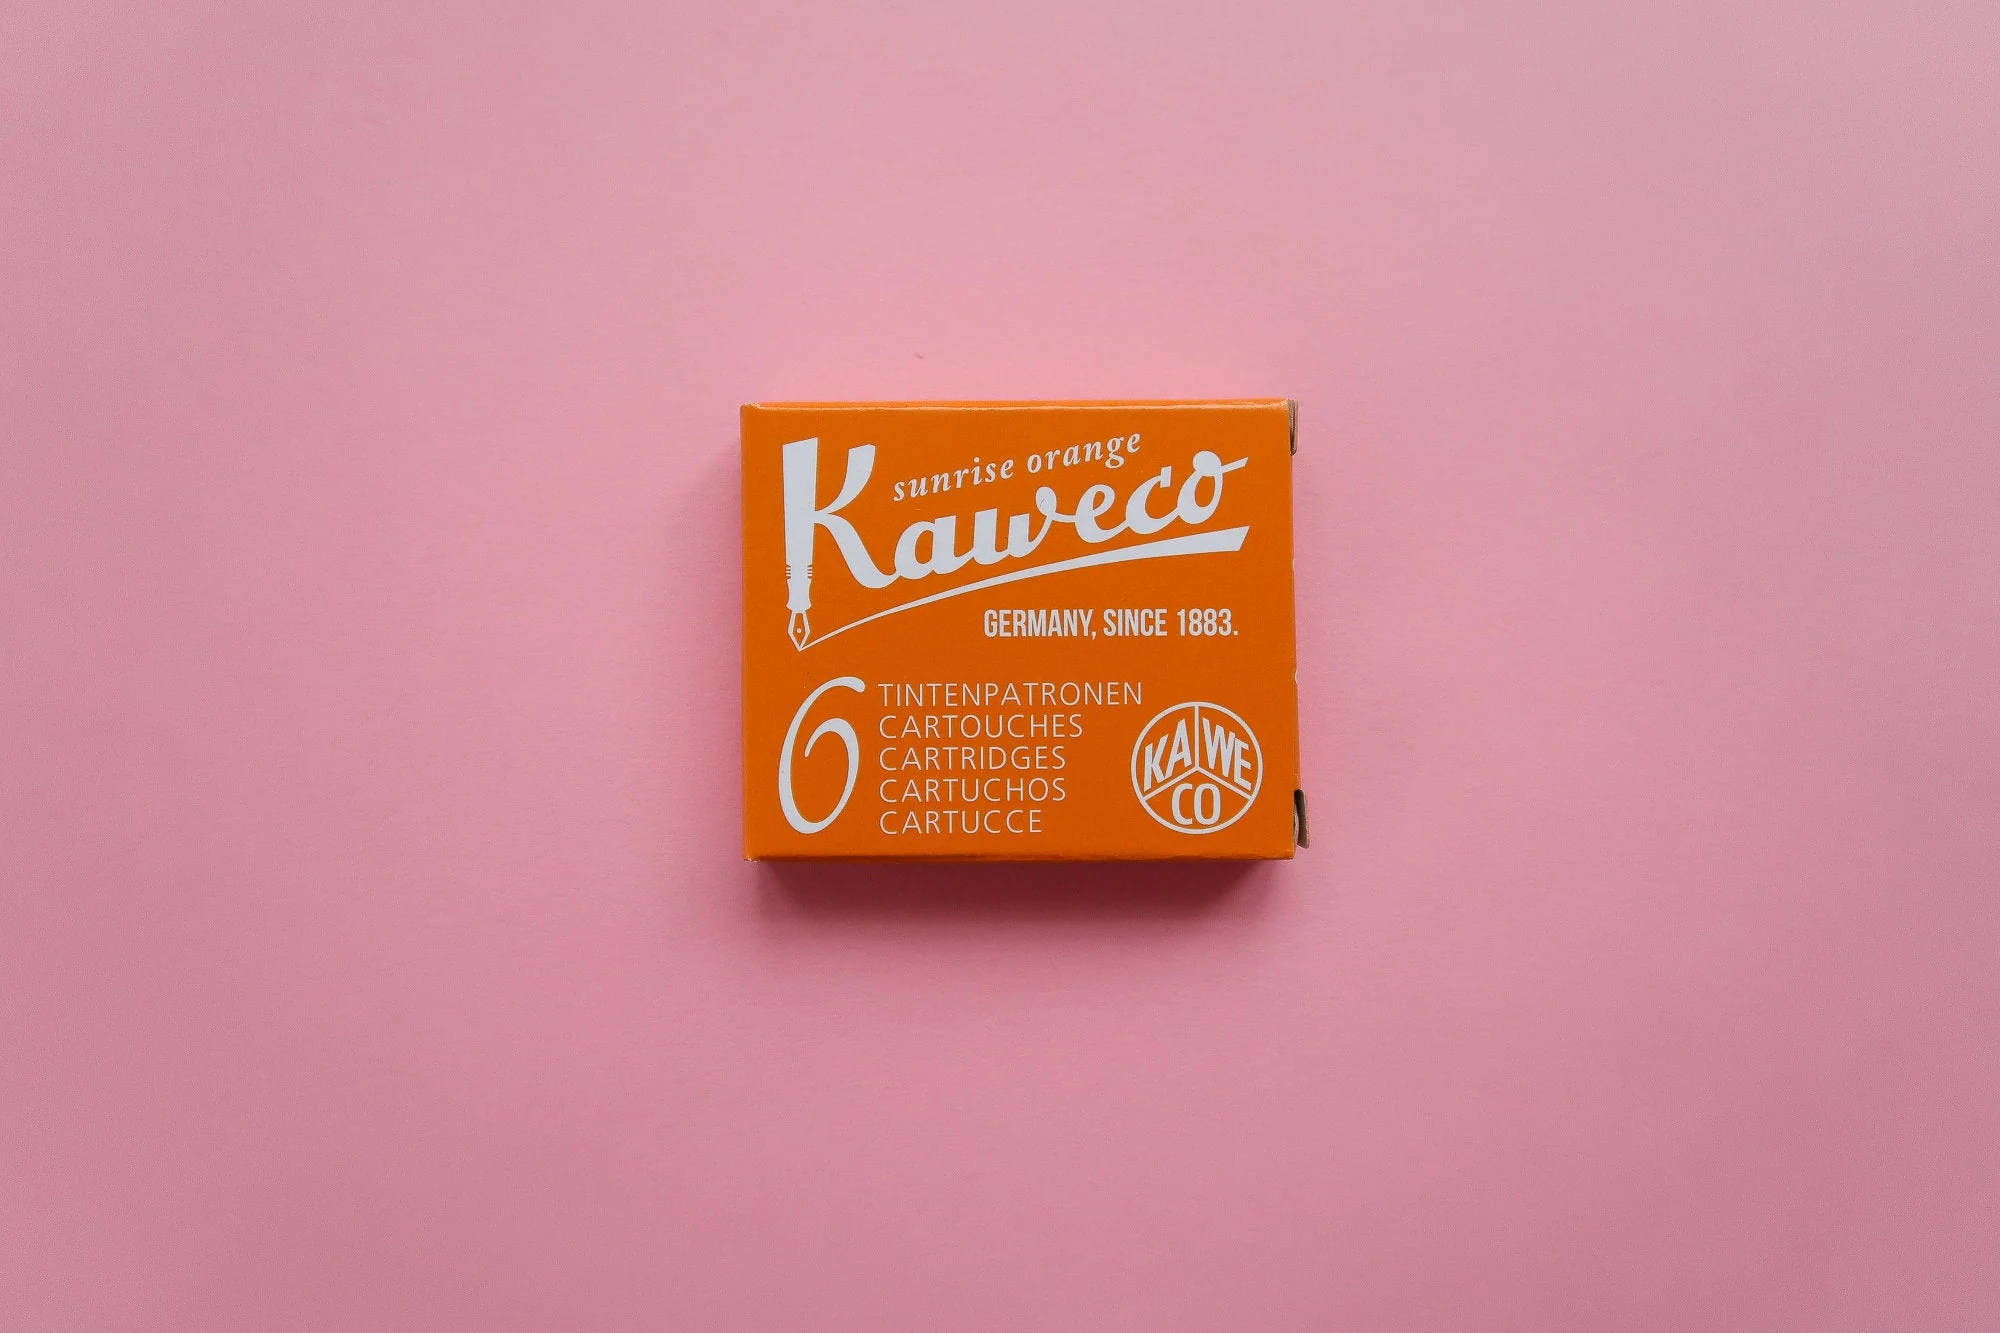 sunrise orange
Kaweco
GERMANY, SINCE 1883.
6
TINTENPATRONEN
CARTOUCHES
CARTRIDGES
CARTUCHOS
CARTUCCE
KA WE
CO